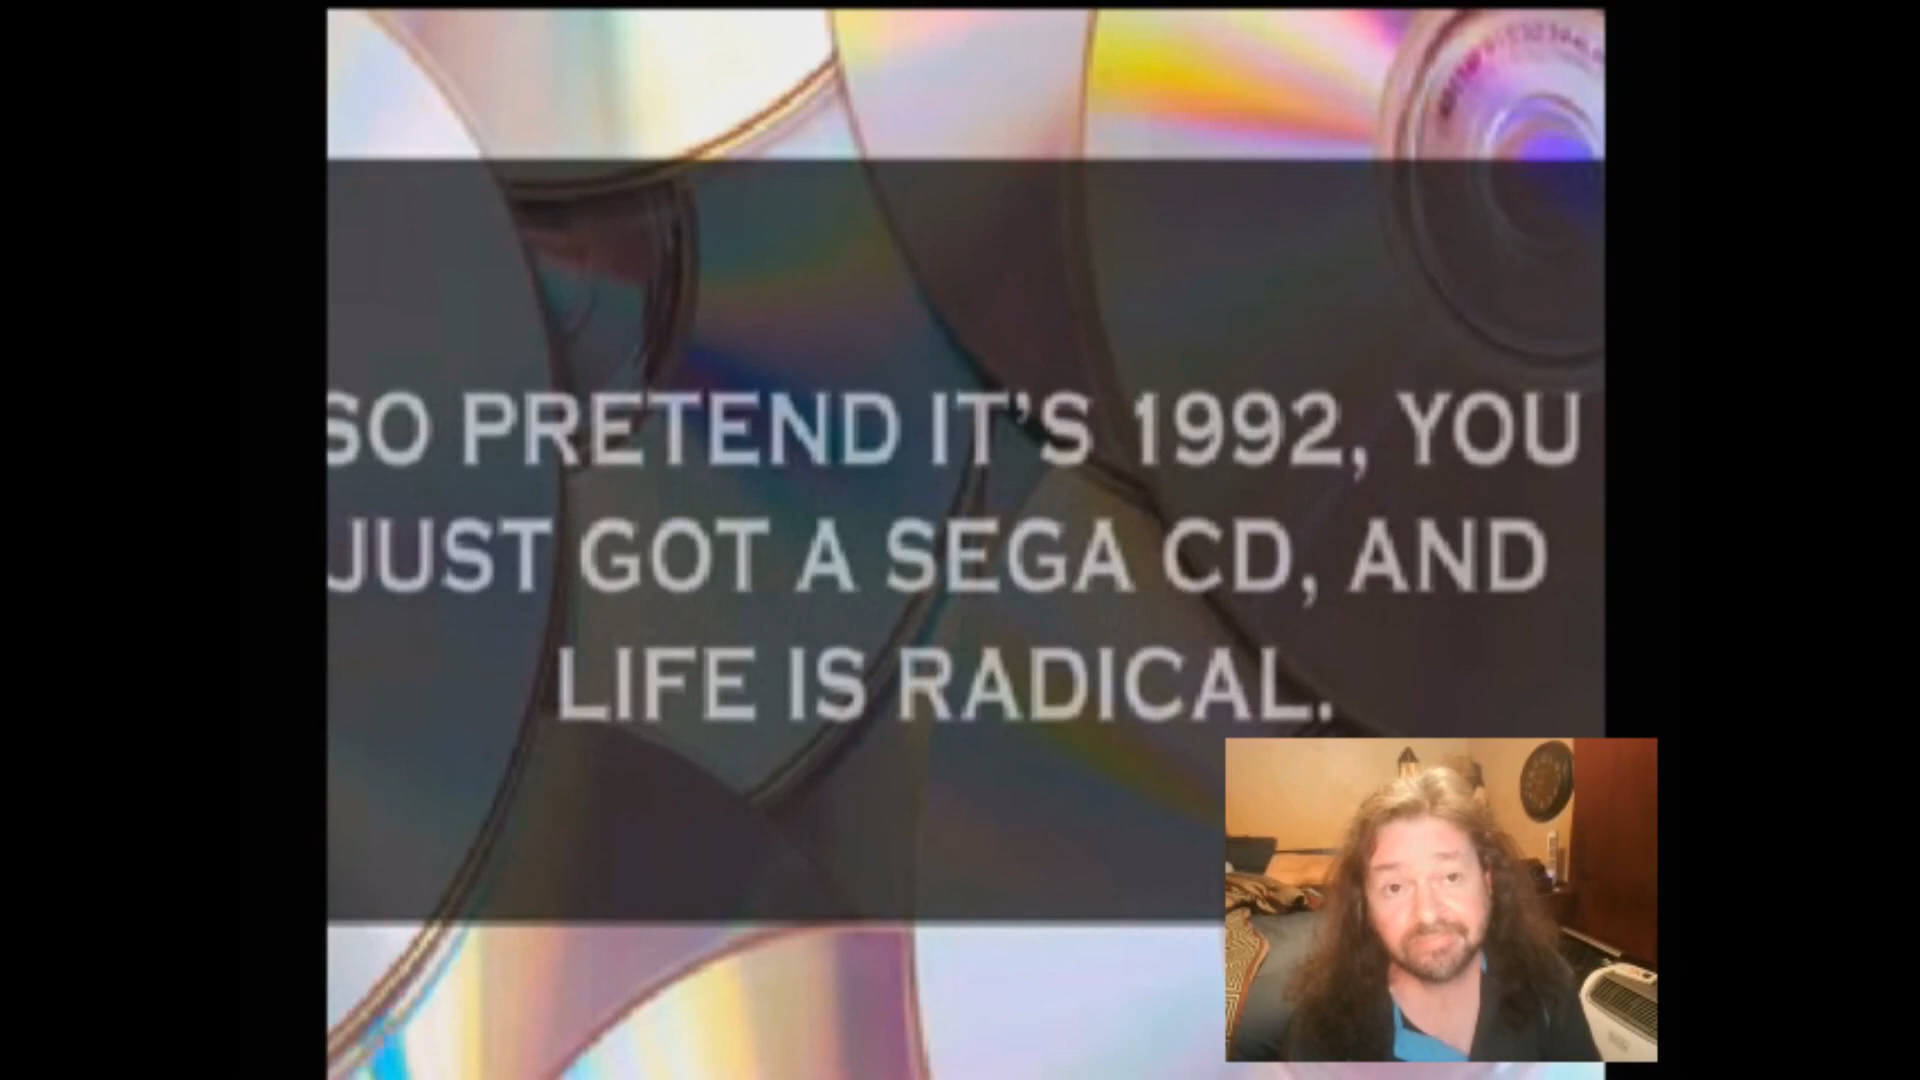 SO PRETEND IT'S 1992, YOU
JUST GOT A SEGA CD, AND
LIFE IS RADICAL.